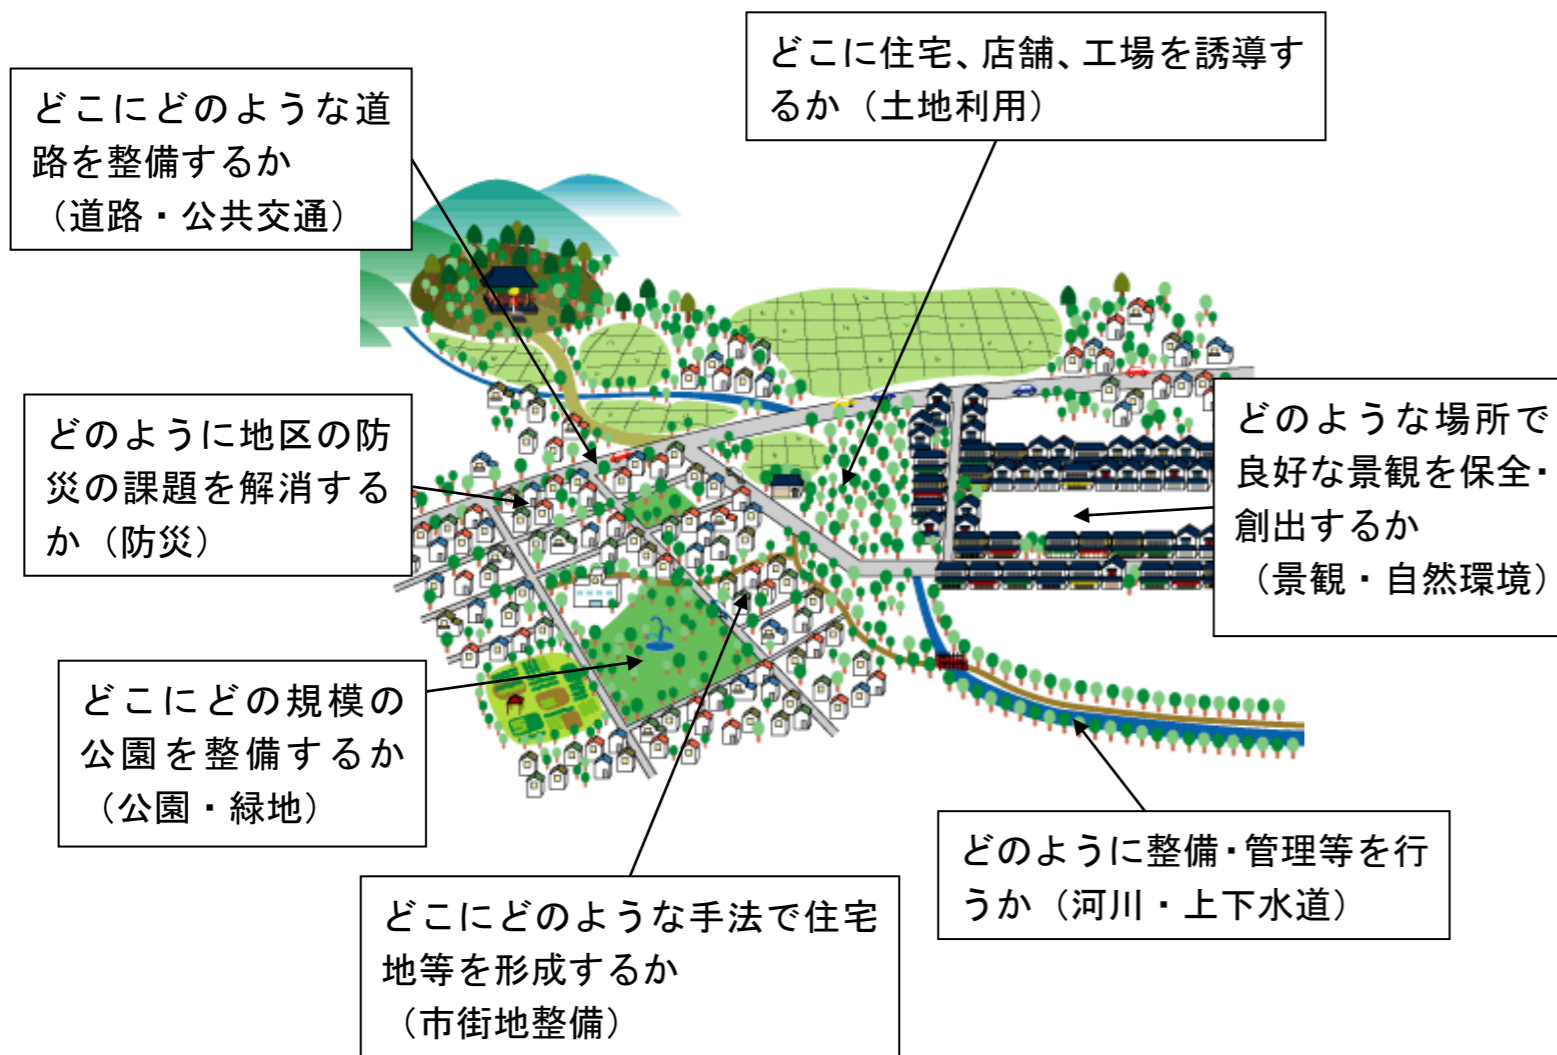 どこに住宅、店舗、工場を誘導す
るか（土地利用）
どこにどのような道
路を整備するか
（道路・公共交通）
どのように地区の防
災の課題を解消する
か（防災）
どのような場所で
良好な景観を保全・
創出するか
（景観・自然環境）
どこにどの規模の
公園を整備するか
（公園・緑地）
どのように整備・管理等を行
うか（河川・上下水道）
どこにどのような手法で住宅
地等を形成するか
（市街地整備）